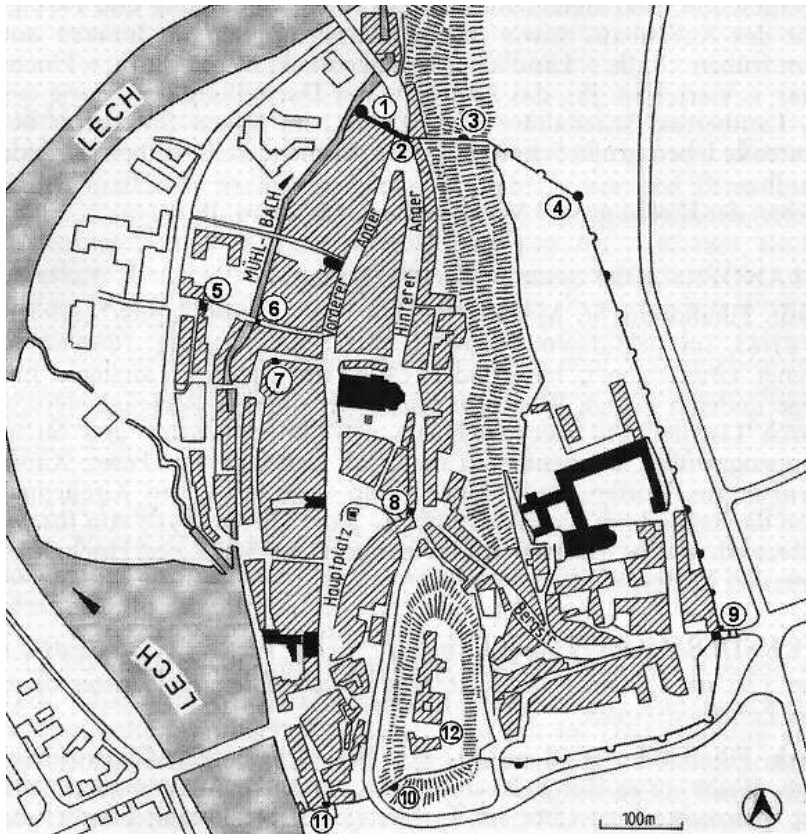 LECH
1
2
3
4
MÜHL-BACH
Vorderer Anger
Hinterer Anger
5
6
7
8
Hauptplatz
Bergstr.
9
LECH
10
11
12
100m